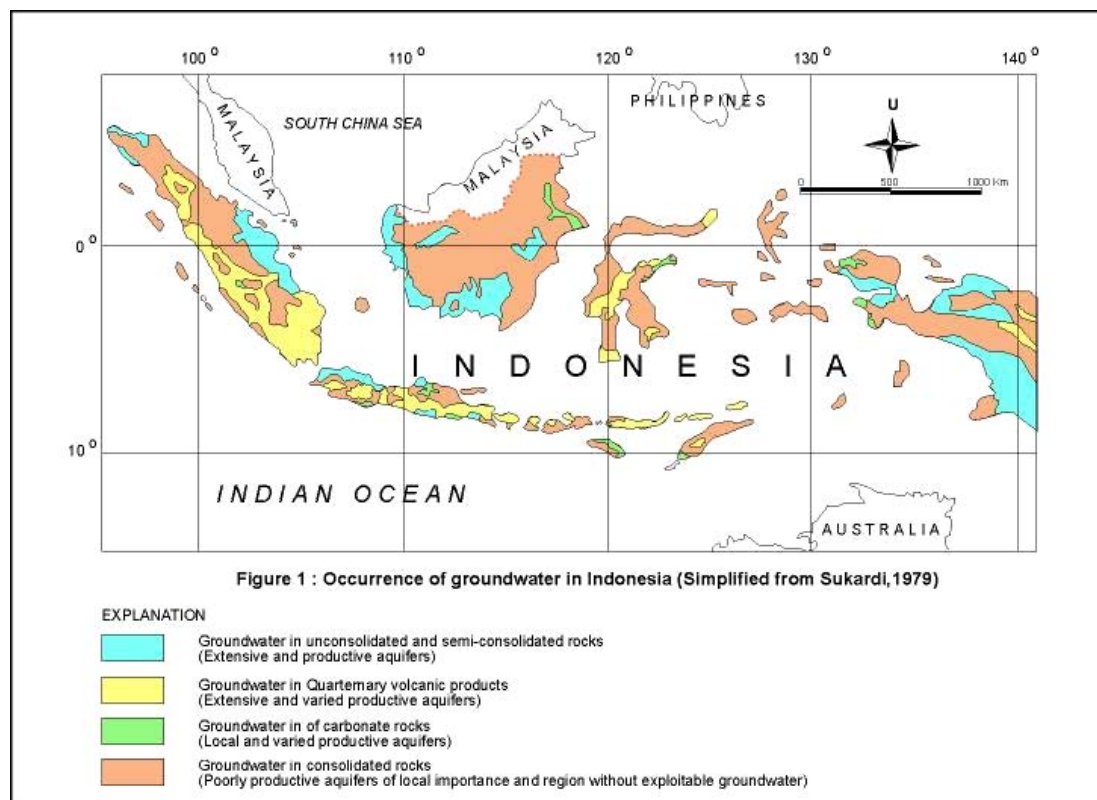 100 º
110 º
120 º
130 º
140 º
PHILIPPINES
SOUTH CHINA SEA
MALAYSIA
MALAYSIA
U
0
500
1000 Km
0 º
INDONESIA
10 º
INDIAN OCEAN
AUSTRALIA
Figure 1 : Occurrence of groundwater in Indonesia (Simplified from Sukardi,1979)
EXPLANATION
Groundwater in unconsolidated and semi-consolidated rocks
(Extensive and productive aquifers)
Groundwater in Quarternary volcanic products
(Extensive and varied productive aquifers)
Groundwater in of carbonate rocks
(Local and varied productive aquifers)
Groundwater in consolidated rocks
(Poorly productive aquifers of local importance and region without exploitable groundwater)